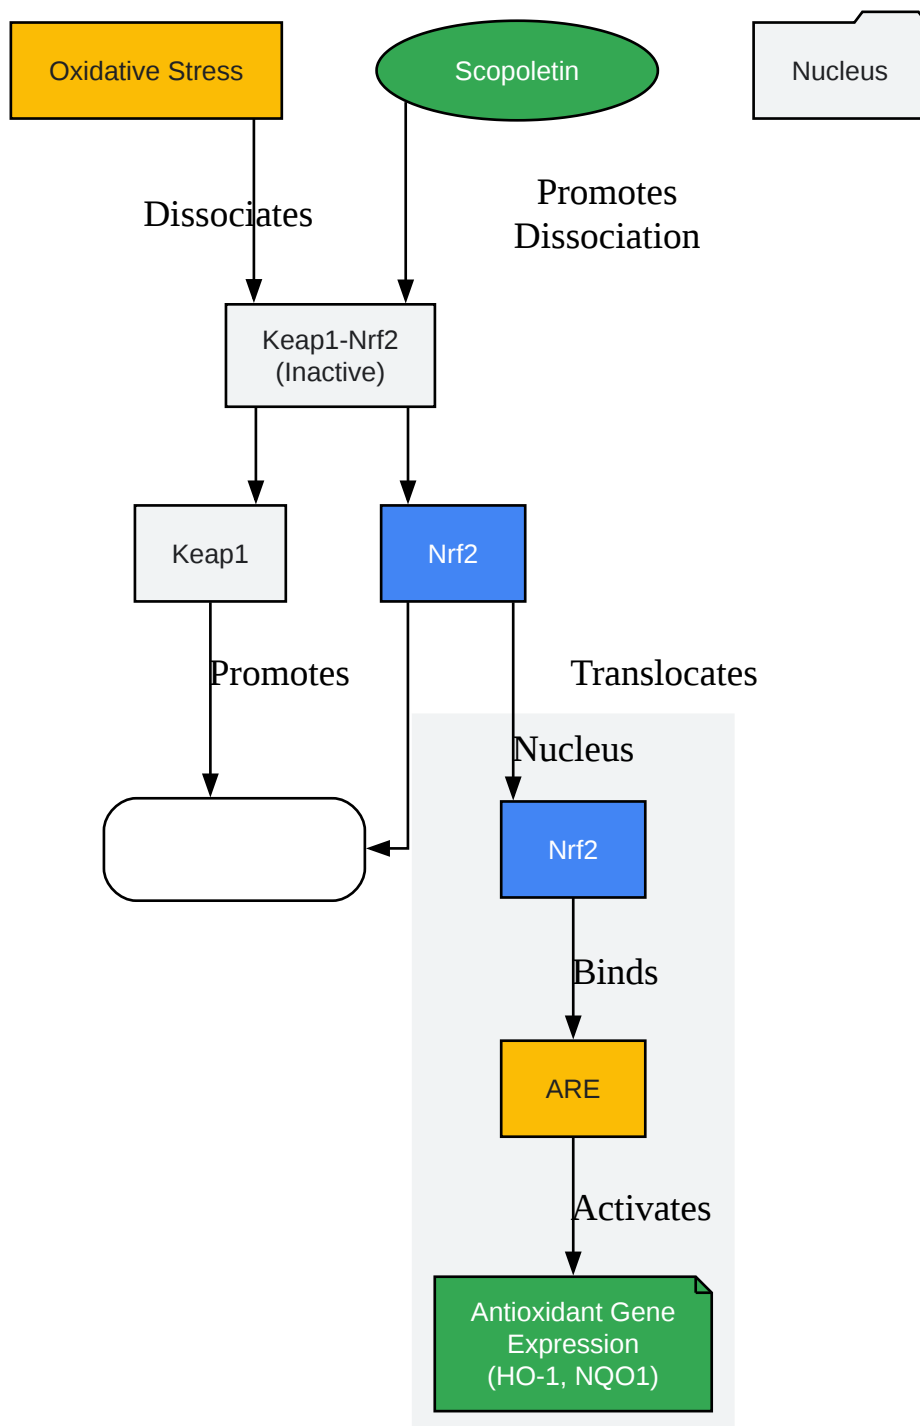 Oxidative Stress
Scopoletin
Nucleus
Dissociates
Promotes
Dissociation
Keap1-Nrf2
(Inactive)
Keap1
Nrf2
Promotes
Translocates
Nucleus
Nrf2
Binds
ARE
Activates
Antioxidant Gene
Expression
(HO-1, NQO1)